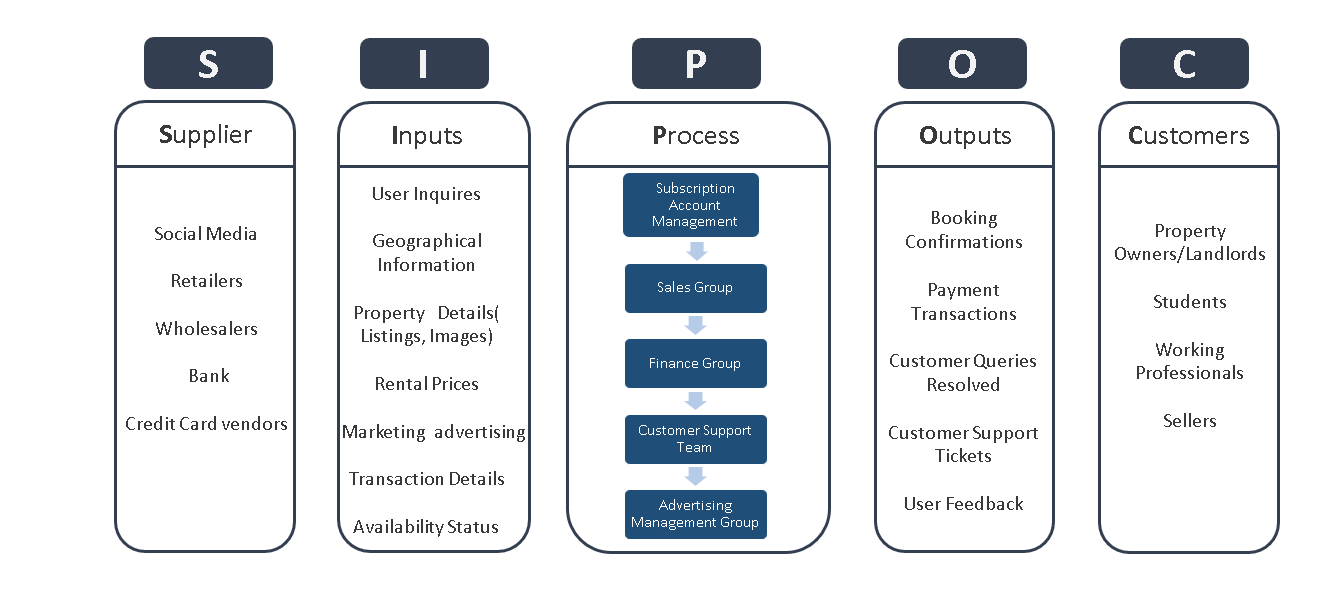 S
I
P
O
C
Supplier
Social Media
Retailers
Wholesalers
Bank
Credit Card vendors
Inputs
User Inquires
Geographical
Information
Property Details(
Listings, Images)
Rental Prices
Marketing advertising
Transaction Details
Availability Status
Process
Subscription
Account
Management
Sales Group
Finance Group
Customer Support
Team
Advertising
Management Group
Outputs
Booking
Confirmations
Payment
Transactions
Customer Queries
Resolved
Customer Support
Tickets
User Feedback
Customers
Property
Owners/Landlords
Students
Working
Professionals
Sellers